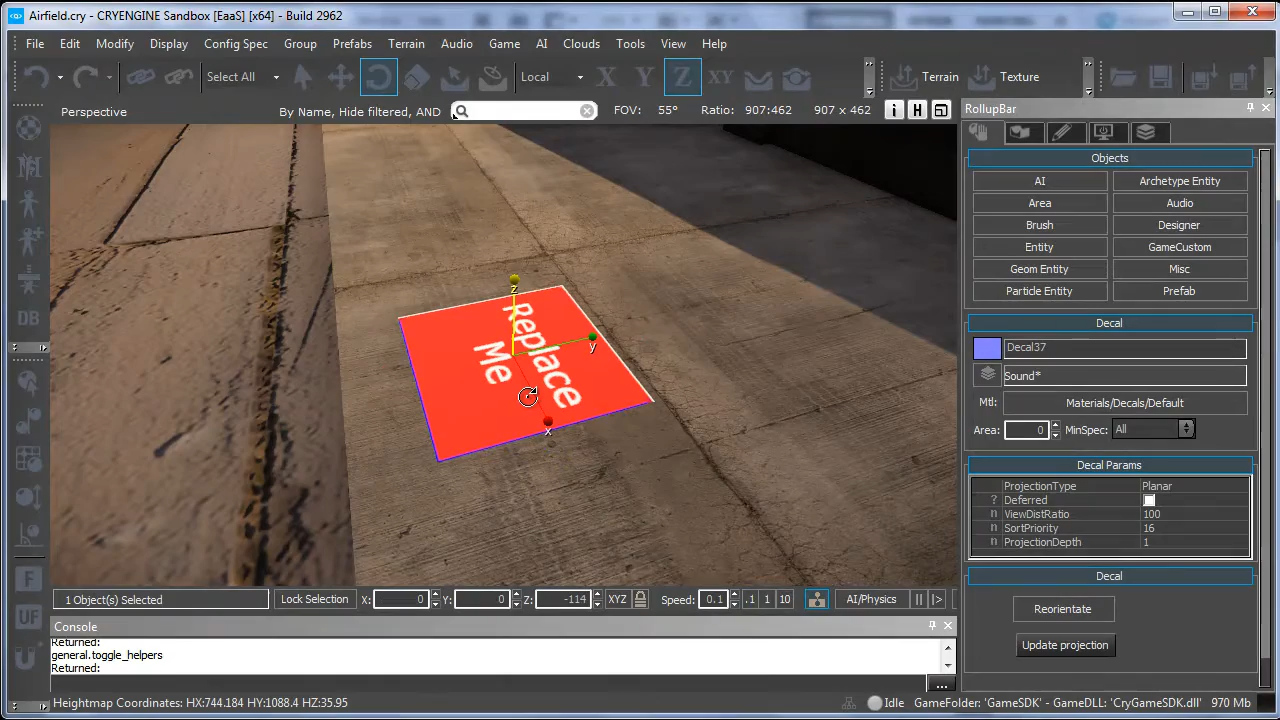 Airfield.cry - CRYENGINE Sandbox [EaaS] [x64] - Build 2962
File Edit Modify Display Config Spec Group Prefabs Terrain Audio Game AI Clouds Tools View Help
Select All Local X Y Z XY Terrain Texture
Perspective By Name, Hide filtered, AND FOV: 55° Ratio: 907:462 907 x 462 i H
RollupBar
Objects
AI Archetype Entity
Area Audio
Brush Designer
Entity GameCustom
Geom Entity Misc
Particle Entity Prefab
Decal
Decal37
Sound*
Mtl: Materials/Decals/Default
Area: 0 MinSpec: All
Decal Params
ProjectionType Planar
? Deferred
n ViewDistRatio 100
n SortPriority 16
n ProjectionDepth 1
Decal
Reorientate
Update projection
DB
F
UF
U
z
y
x
Replace
Me
1 Object(s) Selected Lock Selection X: 0 Y: 0 Z: -114 XYZ Speed: 0.1 .1 1 10 AI/Physics
Console
Returned:
general.toggle_helpers
Returned:
...
Heightmap Coordinates: HX:744.184 HY:1088.4 HZ:35.95 Idle GameFolder: 'GameSDK' - GameDLL: 'CryGameSDK.dll' 970 Mb